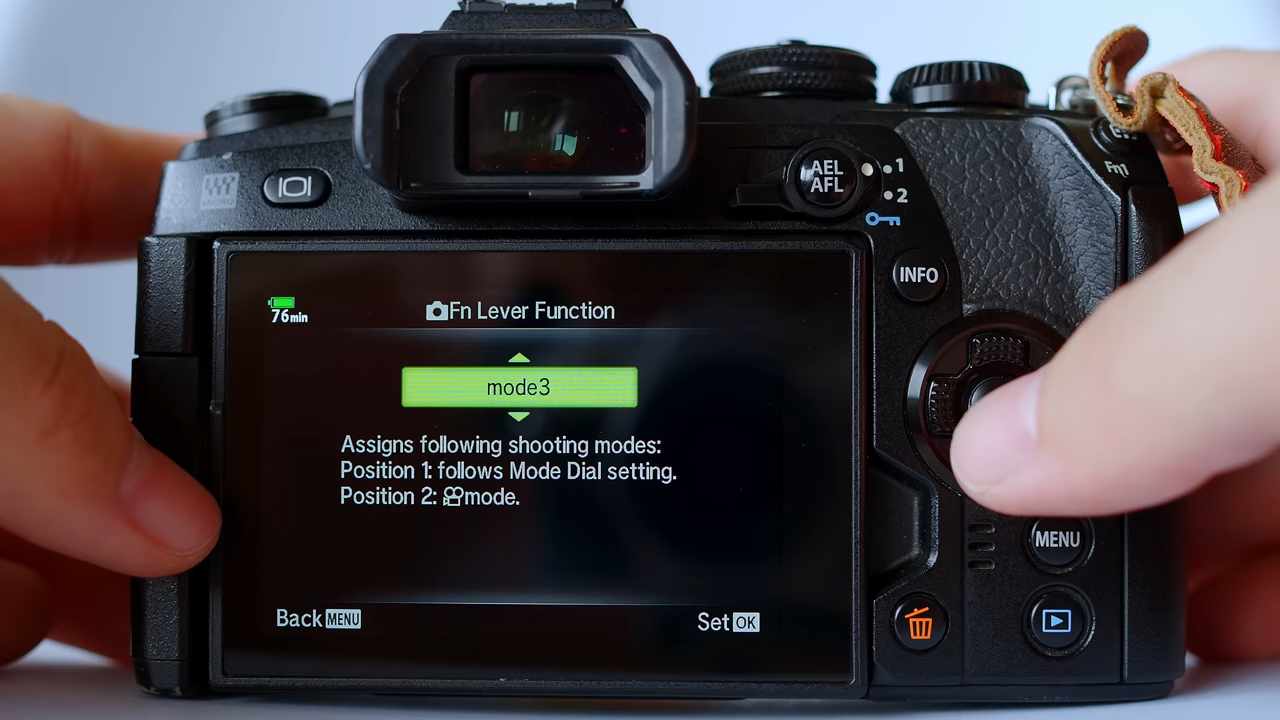 AEL
AFL
1
2
Fn1
INFO
76min
Fn Lever Function
mode3
Assigns following shooting modes:
Position 1: follows Mode Dial setting.
Position 2: mode.
Back MENU
Set OK
MENU